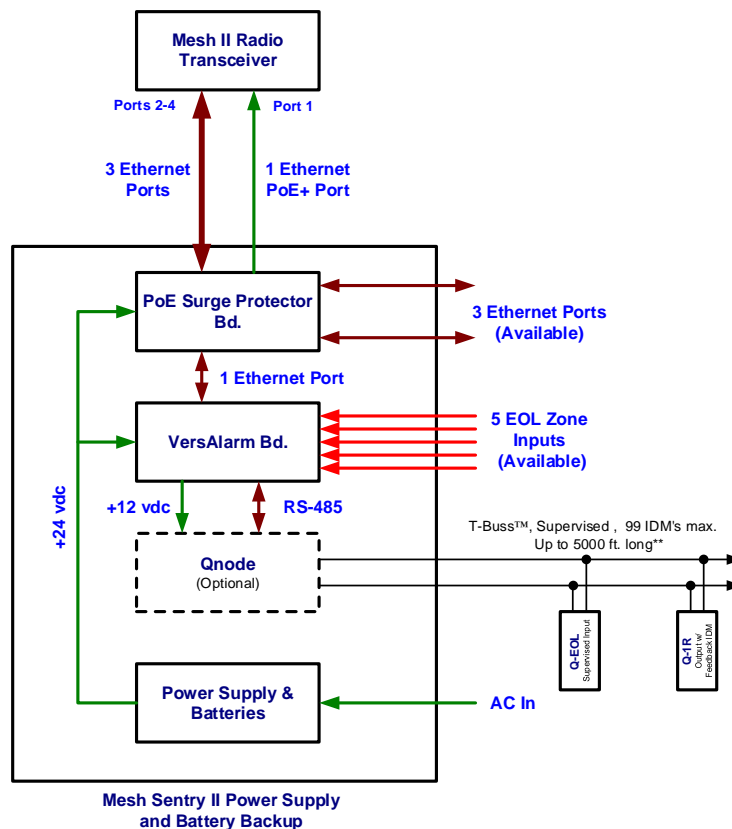 Mesh II Radio
Transceiver
Ports 2-4
Port 1
3 Ethernet
Ports
1 Ethernet
PoE+ Port
PoE Surge Protector
Bd.
3 Ethernet Ports
(Available)
1 Ethernet Port
VersAlarm Bd.
5 EOL Zone
Inputs
(Available)
+24 vdc
+12 vdc
RS-485
T-Buss™, Supervised , 99 IDM's max.
Up to 5000 ft. long**
Qnode
(Optional)
Q-EOL
Supervised Input
Q-1R
Output w/
Feedback IDM
Power Supply &
Batteries
AC In
Mesh Sentry II Power Supply
and Battery Backup